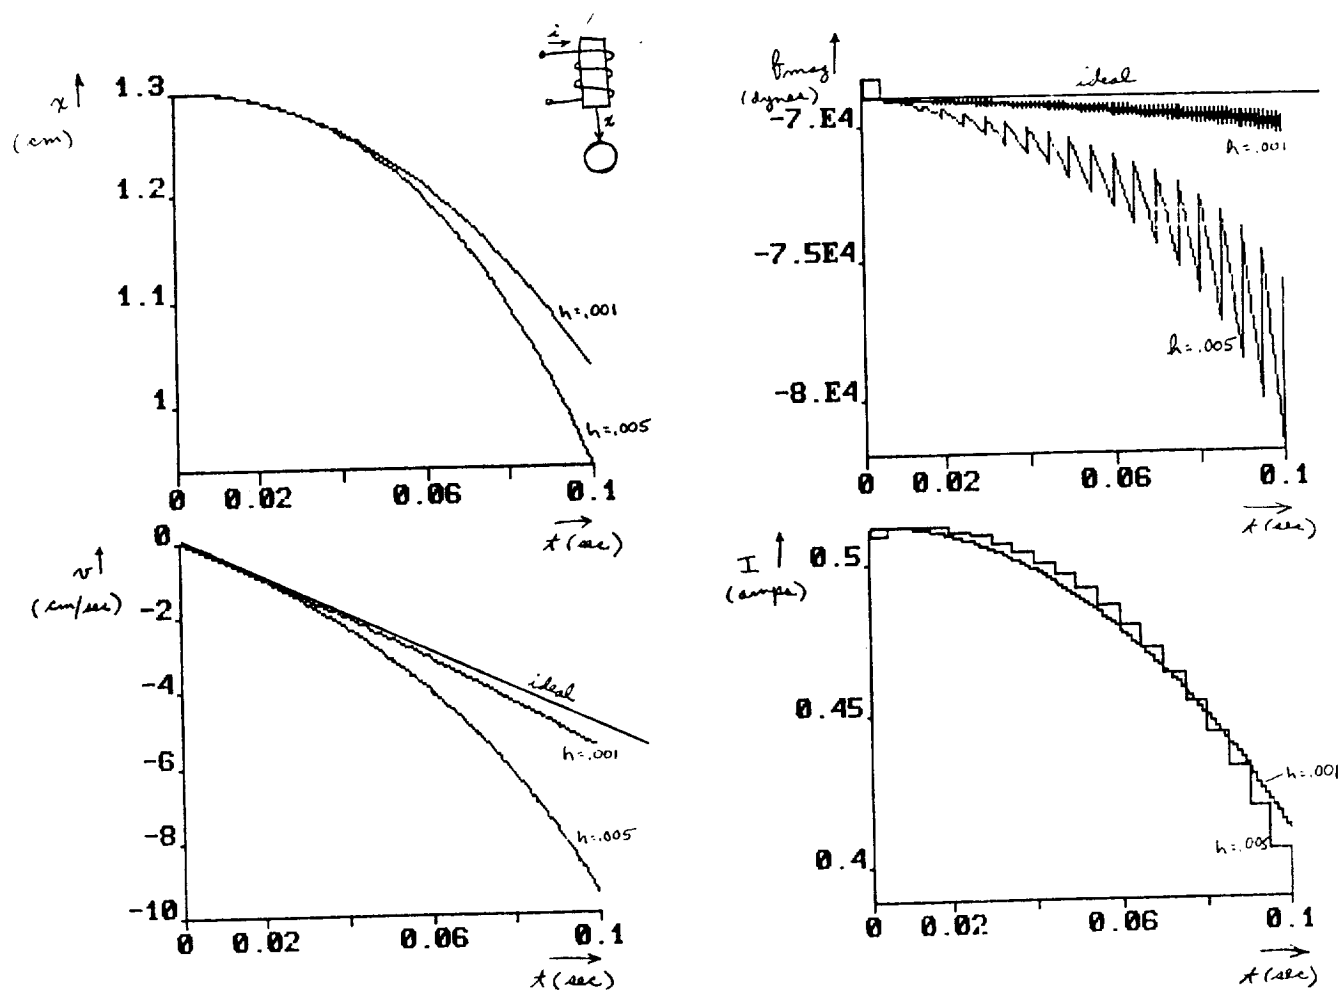 i
x
x ↑
(cm)
1.3
1.2
1.1
1
h=.001
h=.005
0 0.02 0.06 0.1
t (sec)
fmag ↑
(dynes)
ideal
-7.E4
-7.5E4
-8.E4
h=.001
h=.005
0 0.02 0.06 0.1
t (sec)
v ↑
(cm/sec)
0
-2
-4
-6
-8
-10
ideal
h=.001
h=.005
0 0.02 0.06 0.1
t (sec)
I ↑
(amps)
0.5
0.45
0.4
h=.001
h=.005
0 0.02 0.06 0.1
t (sec)